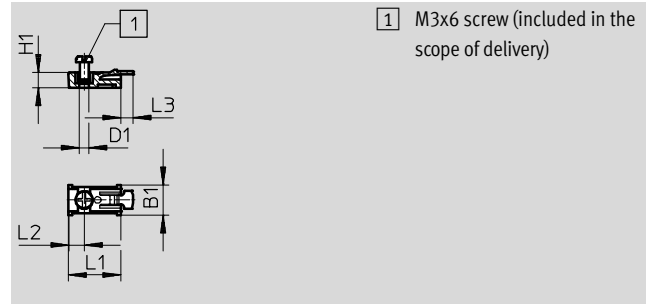 1
H1
L3
D1
B1
L2
L1
1 M3x6 screw (included in the
scope of delivery)